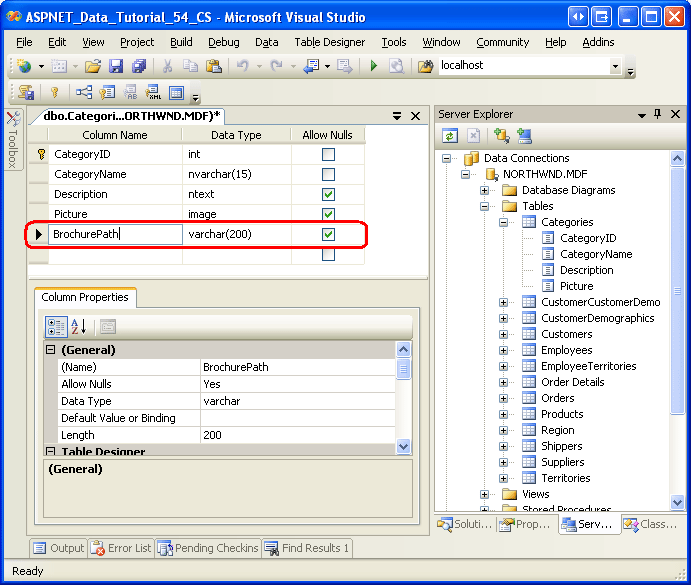 ASPNET_Data_Tutorial_54_CS - Microsoft Visual Studio
File Edit View Project Build Debug Data Table Designer Tools Window Community Help Addins
localhost
Toolbox
dbo.Categori...ORTHWND.MDF)*
Column Name Data Type Allow Nulls
CategoryID int
CategoryName nvarchar(15)
Description ntext
Picture image
BrochurePath varchar(200)
Column Properties
(General)
(Name) BrochurePath
Allow Nulls Yes
Data Type varchar
Default Value or Binding
Length 200
Table Designer
(General)
Server Explorer
Data Connections
NORTHWND.MDF
Database Diagrams
Tables
Categories
CategoryID
CategoryName
Description
Picture
CustomerCustomerDemo
CustomerDemographics
Customers
Employees
EmployeeTerritories
Order Details
Orders
Products
Region
Shippers
Suppliers
Territories
Views
Stored Procedures
Soluti... Prop... Serv... Class...
Output Error List Pending Checkins Find Results 1
Ready